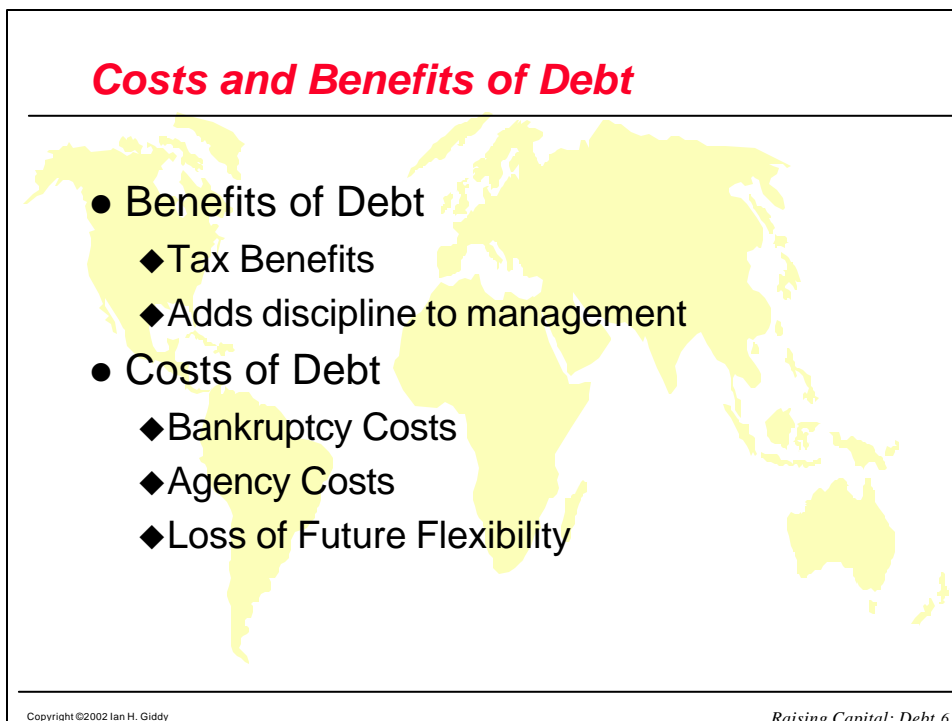 Costs and Benefits of Debt
● Benefits of Debt
◆Tax Benefits
◆Adds discipline to management
● Costs of Debt
◆Bankruptcy Costs
◆Agency Costs
◆Loss of Future Flexibility
Copyright ©2002 Ian H. Giddy
Raising Capital: Debt 6